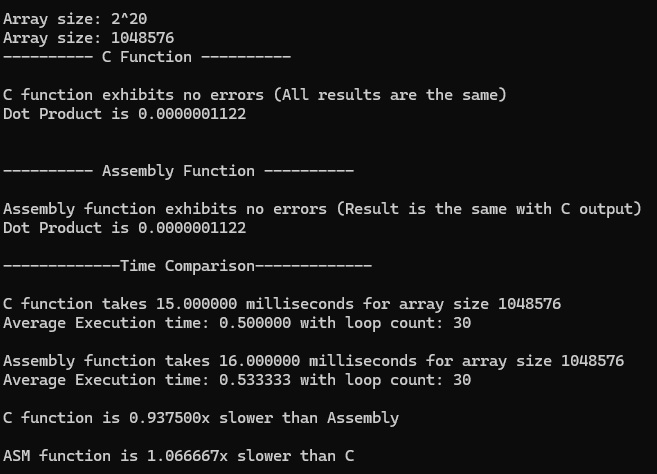 Array size: 2^20
Array size: 1048576
---------- C Function ----------
C function exhibits no errors (All results are the same)
Dot Product is 0.0000001122
---------- Assembly Function ----------
Assembly function exhibits no errors (Result is the same with C output)
Dot Product is 0.0000001122
-------------Time Comparison-------------
C function takes 15.000000 milliseconds for array size 1048576
Average Execution time: 0.500000 with loop count: 30
Assembly function takes 16.000000 milliseconds for array size 1048576
Average Execution time: 0.533333 with loop count: 30
C function is 0.937500x slower than Assembly
ASM function is 1.066667x slower than C